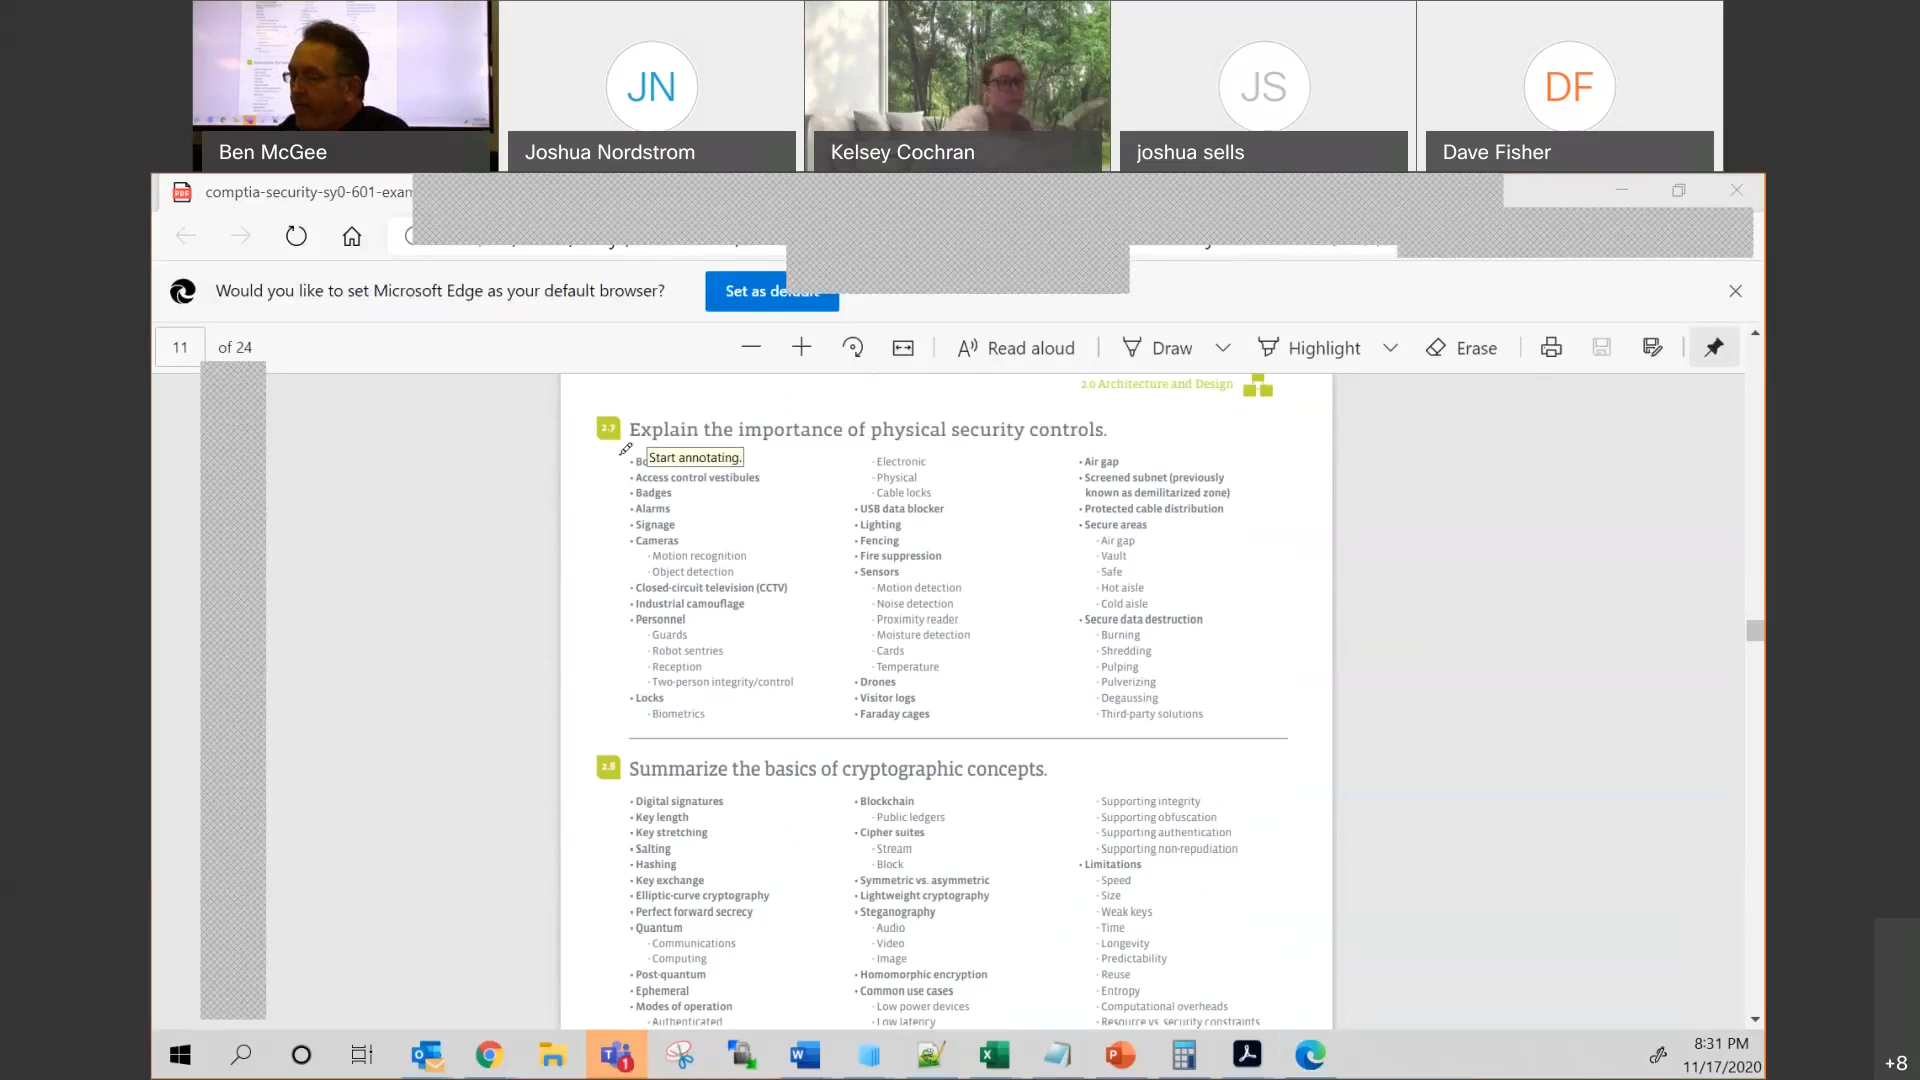 JN
JS
DF
Ben McGee
Joshua Nordstrom
Kelsey Cochran
joshua sells
Dave Fisher
comptia-security-sy0-601-exam
Would you like to set Microsoft Edge as your default browser?
Set as default
11 of 24
Read aloud
Draw
Highlight
Erase
2.0 Architecture and Design
2.7 Explain the importance of physical security controls.
Start annotating.
• Access control vestibules
• Badges
• Alarms
• Signage
• Cameras
- Motion recognition
- Object detection
• Closed-circuit television (CCTV)
• Industrial camouflage
• Personnel
- Guards
- Robot sentries
- Reception
- Two-person integrity/control
• Locks
- Biometrics
- Electronic
- Physical
- Cable locks
• USB data blocker
• Lighting
• Fencing
• Fire suppression
• Sensors
- Motion detection
- Noise detection
- Proximity reader
- Moisture detection
- Cards
- Temperature
• Drones
• Visitor logs
• Faraday cages
• Air gap
• Screened subnet (previously
known as demilitarized zone)
• Protected cable distribution
• Secure areas
- Air gap
- Vault
- Safe
- Hot aisle
- Cold aisle
• Secure data destruction
- Burning
- Shredding
- Pulping
- Pulverizing
- Degaussing
- Third-party solutions
2.8 Summarize the basics of cryptographic concepts.
• Digital signatures
• Key length
• Key stretching
• Salting
• Hashing
• Key exchange
• Elliptic-curve cryptography
• Perfect forward secrecy
• Quantum
- Communications
- Computing
• Post-quantum
• Ephemeral
• Modes of operation
- Authenticated
• Blockchain
- Public ledgers
• Cipher suites
- Stream
- Block
• Symmetric vs. asymmetric
• Lightweight cryptography
• Steganography
- Audio
- Video
- Image
• Homomorphic encryption
• Common use cases
- Low power devices
- Low latency
- Supporting integrity
- Supporting obfuscation
- Supporting authentication
- Supporting non-repudiation
• Limitations
- Speed
- Size
- Weak keys
- Time
- Longevity
- Predictability
- Reuse
- Entropy
- Computational overheads
- Resource vs. security constraints
8:31 PM
11/17/2020
+8